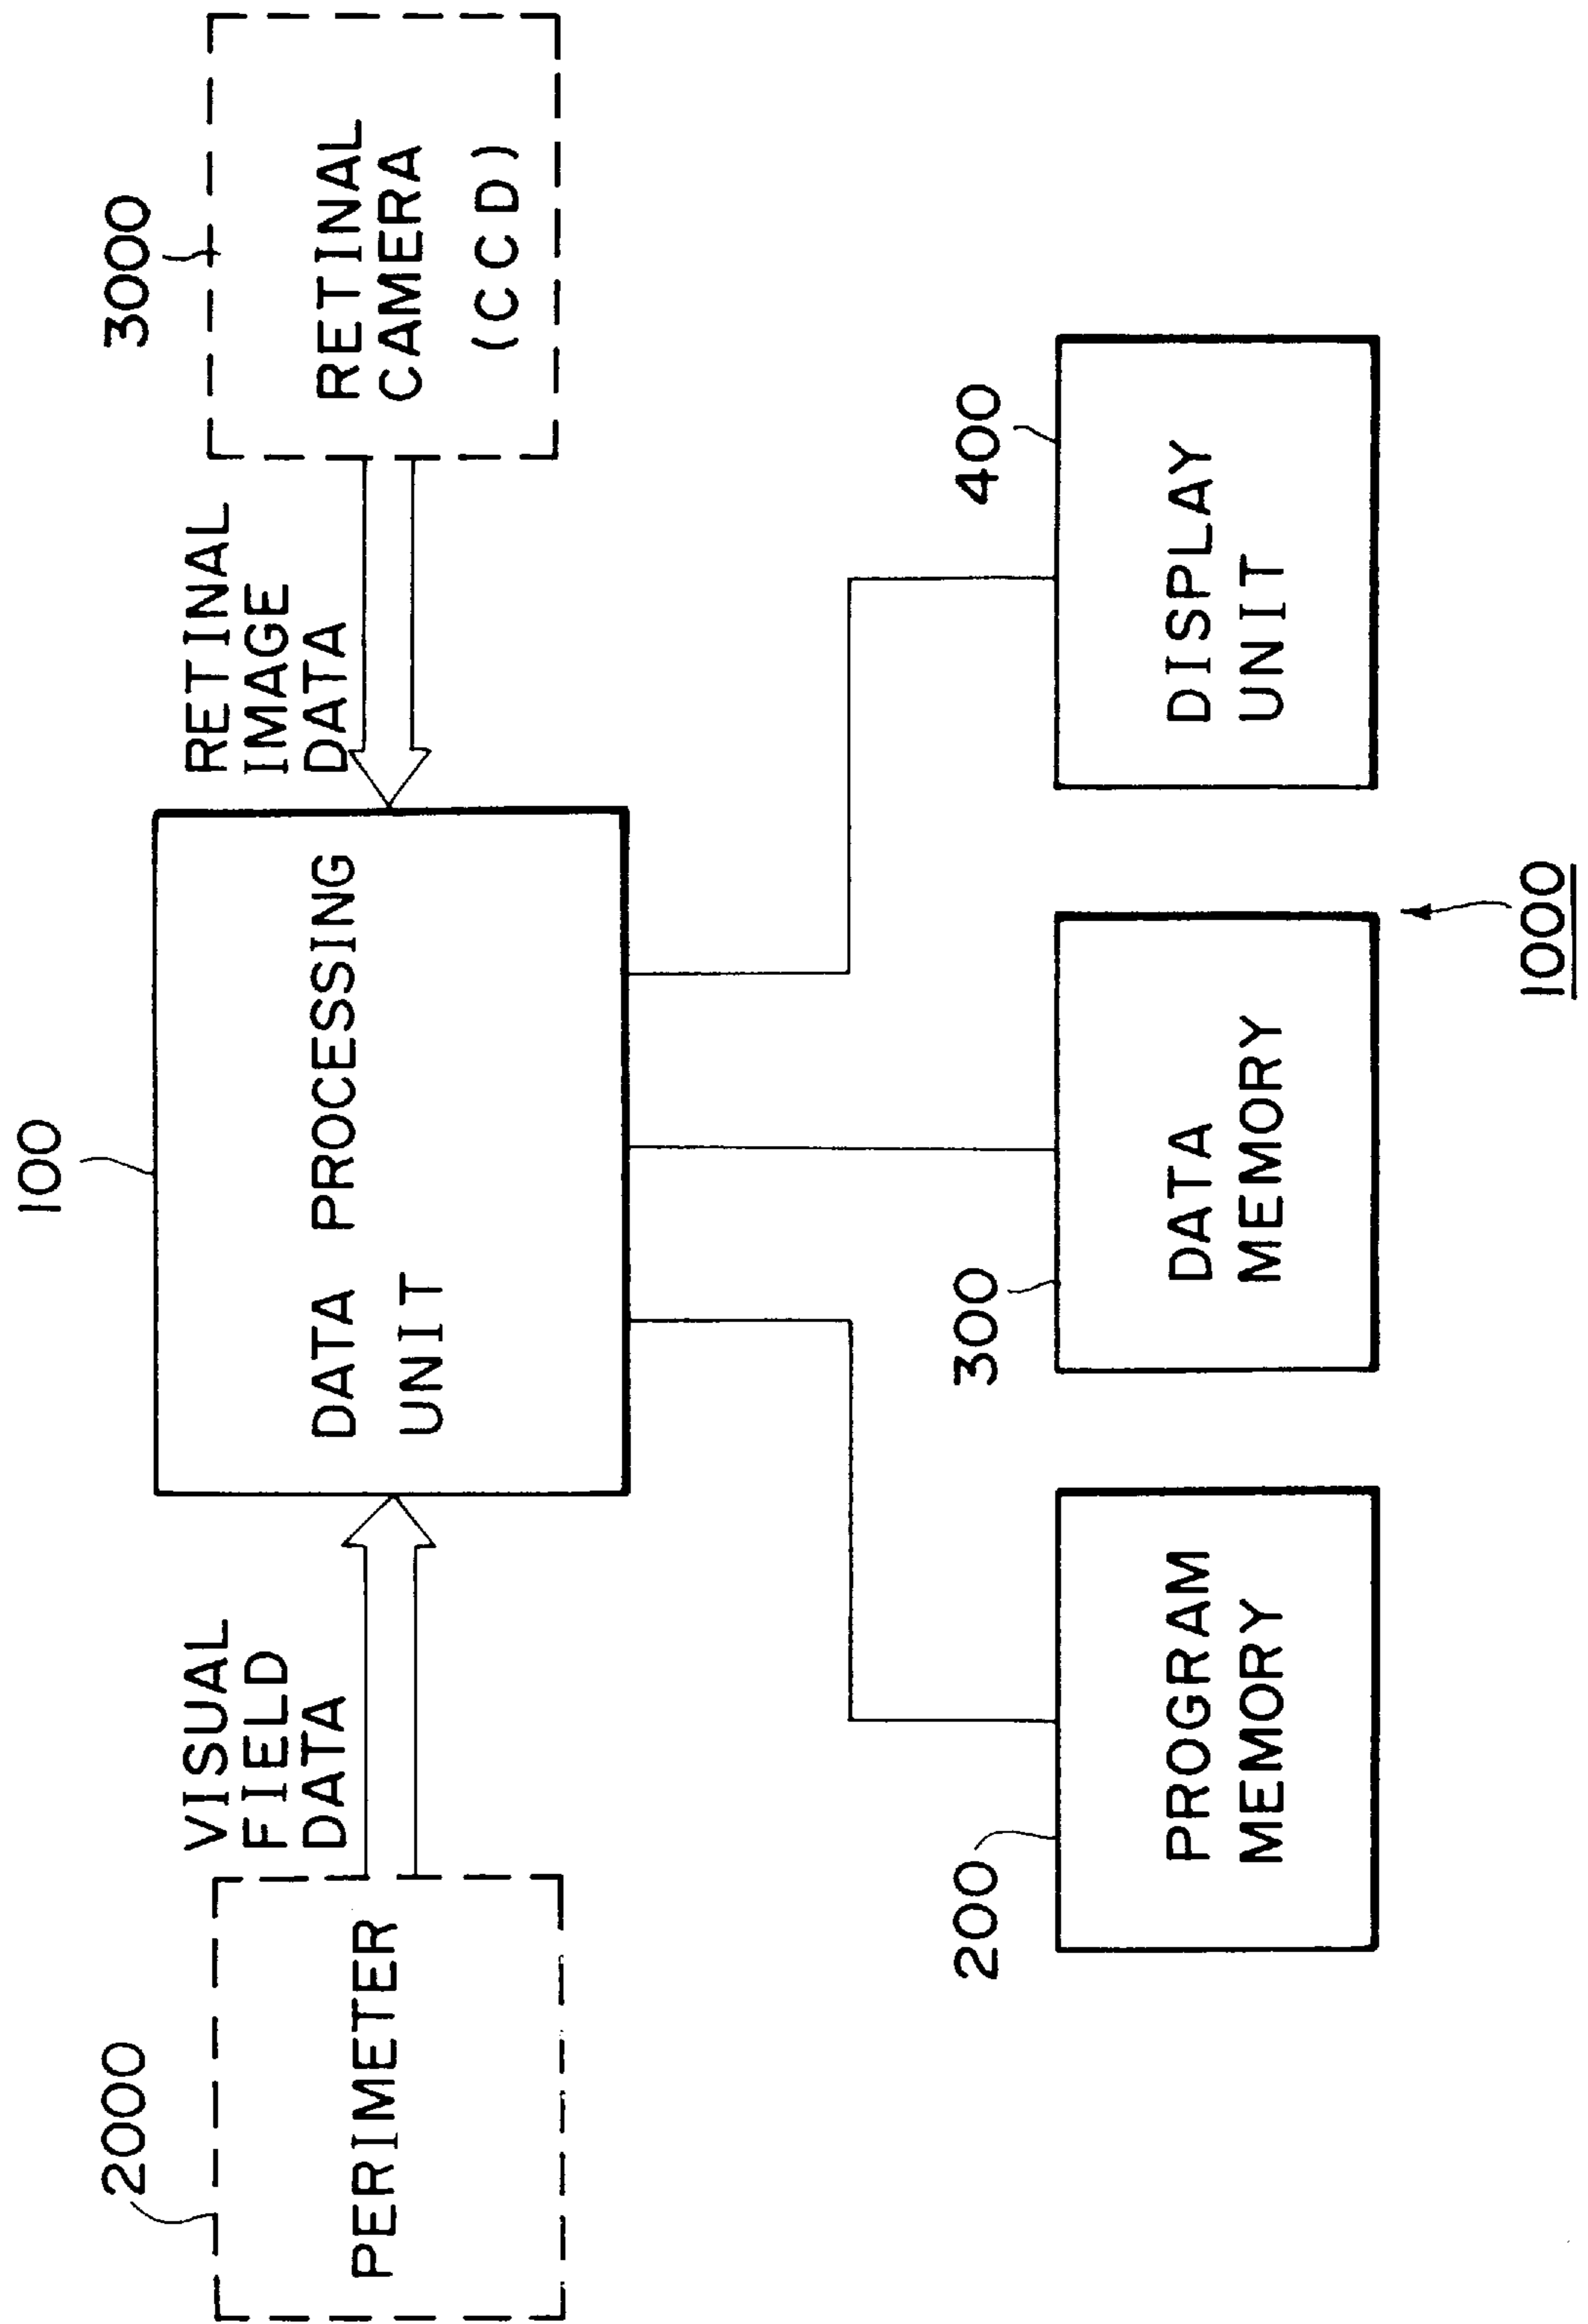 100
2000
3000
VISUAL
FIELD
DATA
RETINAL
IMAGE
DATA
PERIMETER
DATA PROCESSING
UNIT
RETINAL
CAMERA
(CCD)
200
300
400
PROGRAM
MEMORY
DATA
MEMORY
DISPLAY
UNIT
1000